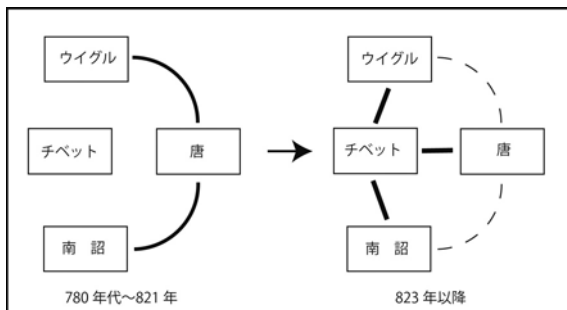 ウイグル
チベット
唐
南 詔
780 年代～821 年
ウイグル
チベット
唐
南 詔
823 年以降